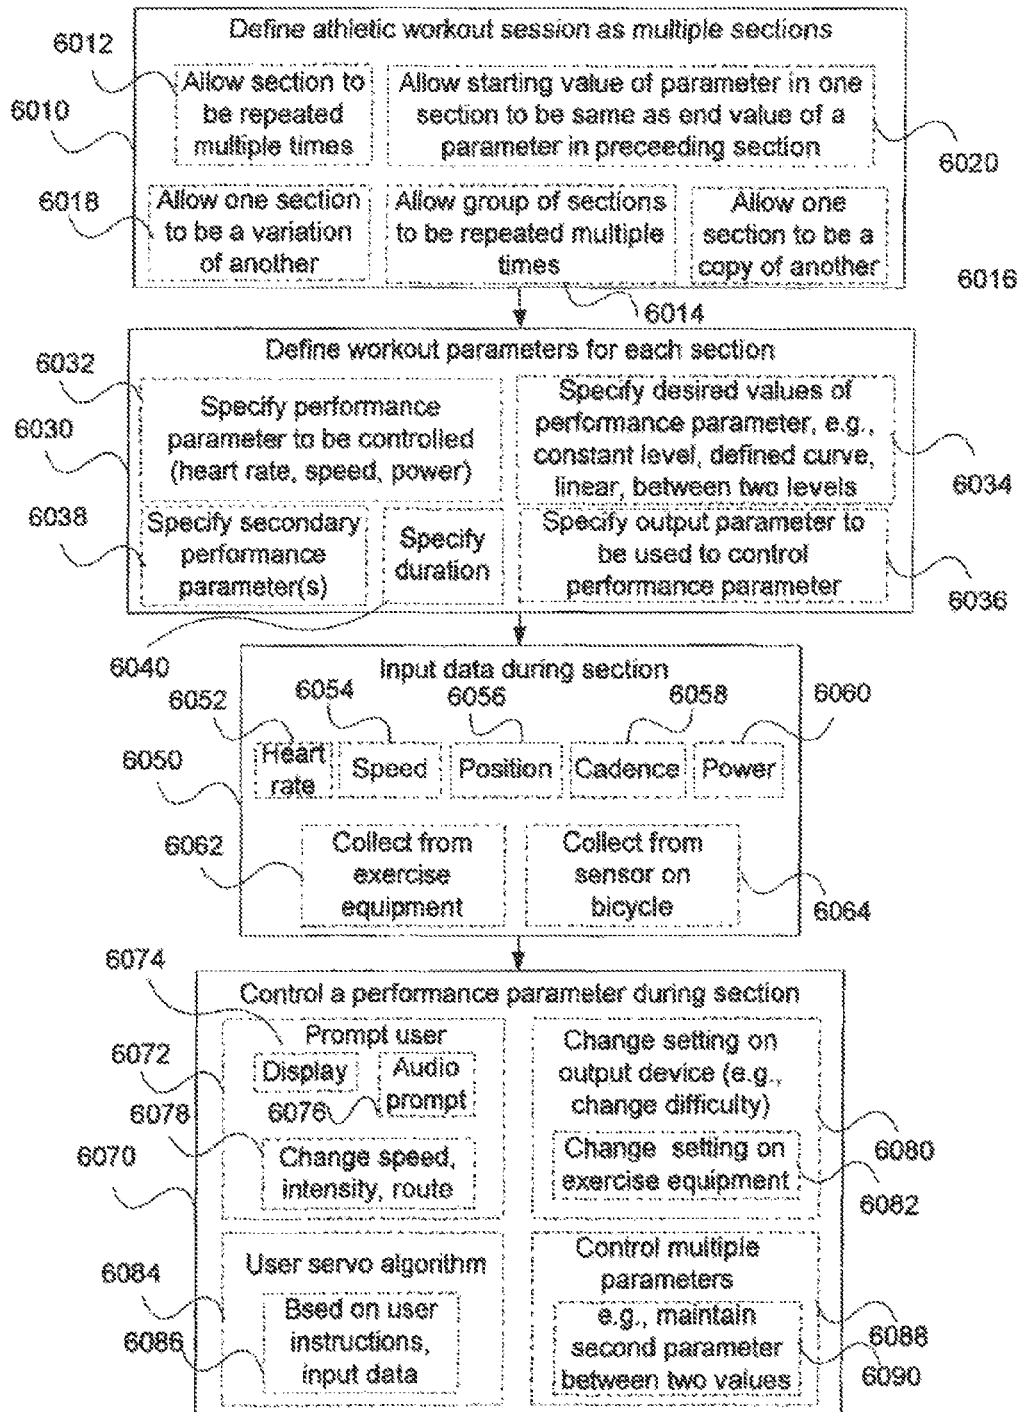 Define athletic workout session as multiple sections
6012
Allow section to
be repeated
multiple times
Allow starting value of parameter in one
section to be same as end value of a
parameter in preceeding section
6010
6020
6018
Allow one section
to be a variation
of another
Allow group of sections
to be repeated multiple
times
Allow one
section to be a
copy of another
6016
6014
Define workout parameters for each section
6032
Specify performance
parameter to be controlled
(heart rate, speed, power)
Specify desired values of
performance parameter, e.g.,
constant level, defined curve,
linear, between two levels
6030
6034
6038
Specify secondary
performance
parameter(s)
Specify
duration
Specify output parameter to
be used to control
performance parameter
6036
6040
Input data during section
6052
6054
6056
6058
6060
Heart
rate
Speed
Position
Cadence
Power
6050
6062
Collect from
exercise
equipment
Collect from
sensor on
bicycle
6064
6074
Control a performance parameter during section
Prompt user
6072
Display
Audio
prompt
6076
6078
Change speed,
intensity, route
Change setting on
output device (e.g.,
change difficulty)
6080
6070
Change setting on
exercise equipment
6082
User servo algorithm
6084
Bsed on user
instructions,
input data
6086
Control multiple
parameters
e.g., maintain
second parameter
between two values
6088
6090